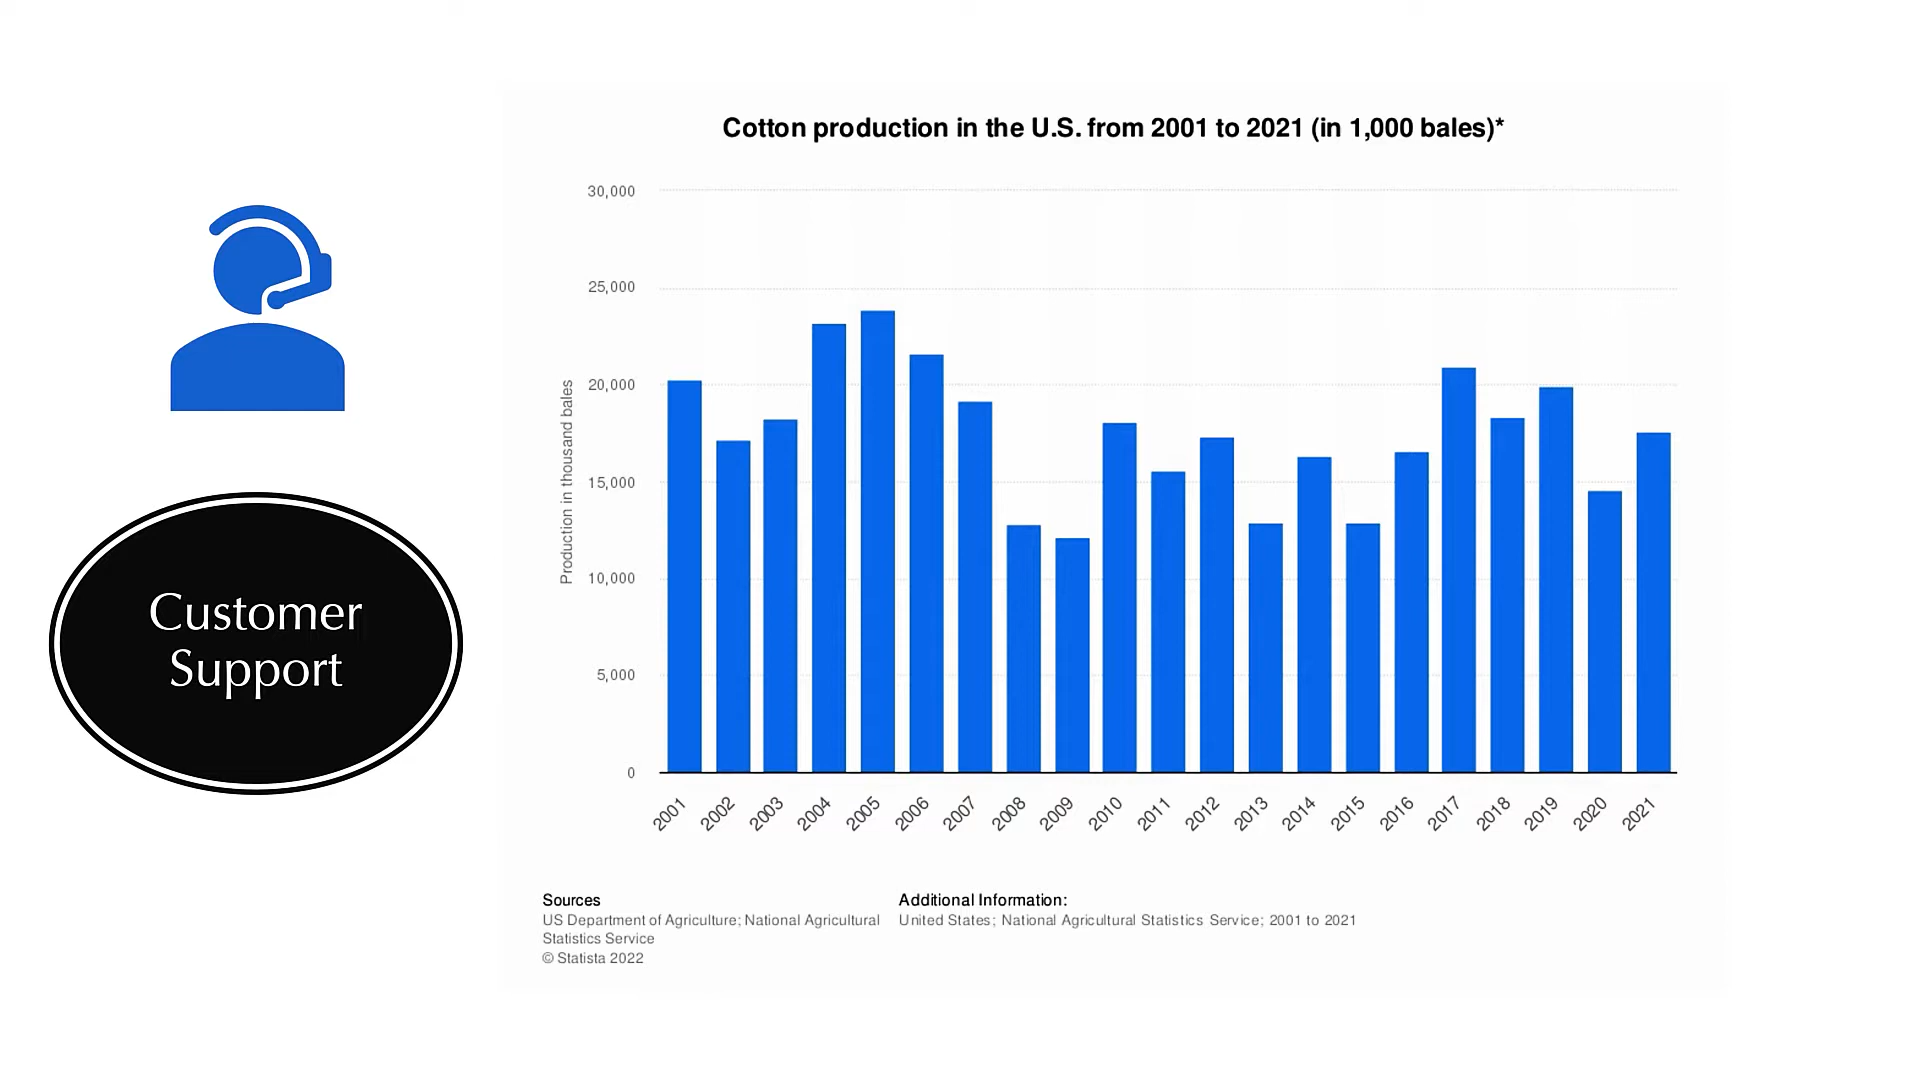 Customer
Support
Cotton production in the U.S. from 2001 to 2021 (in 1,000 bales)*
Production in thousand bales
30,000
25,000
20,000
15,000
10,000
5,000
0
2001
2002
2003
2004
2005
2006
2007
2008
2009
2010
2011
2012
2013
2014
2015
2016
2017
2018
2019
2020
2021
Sources
US Department of Agriculture; National Agricultural
Statistics Service
© Statista 2022
Additional Information:
United States; National Agricultural Statistics Service; 2001 to 2021